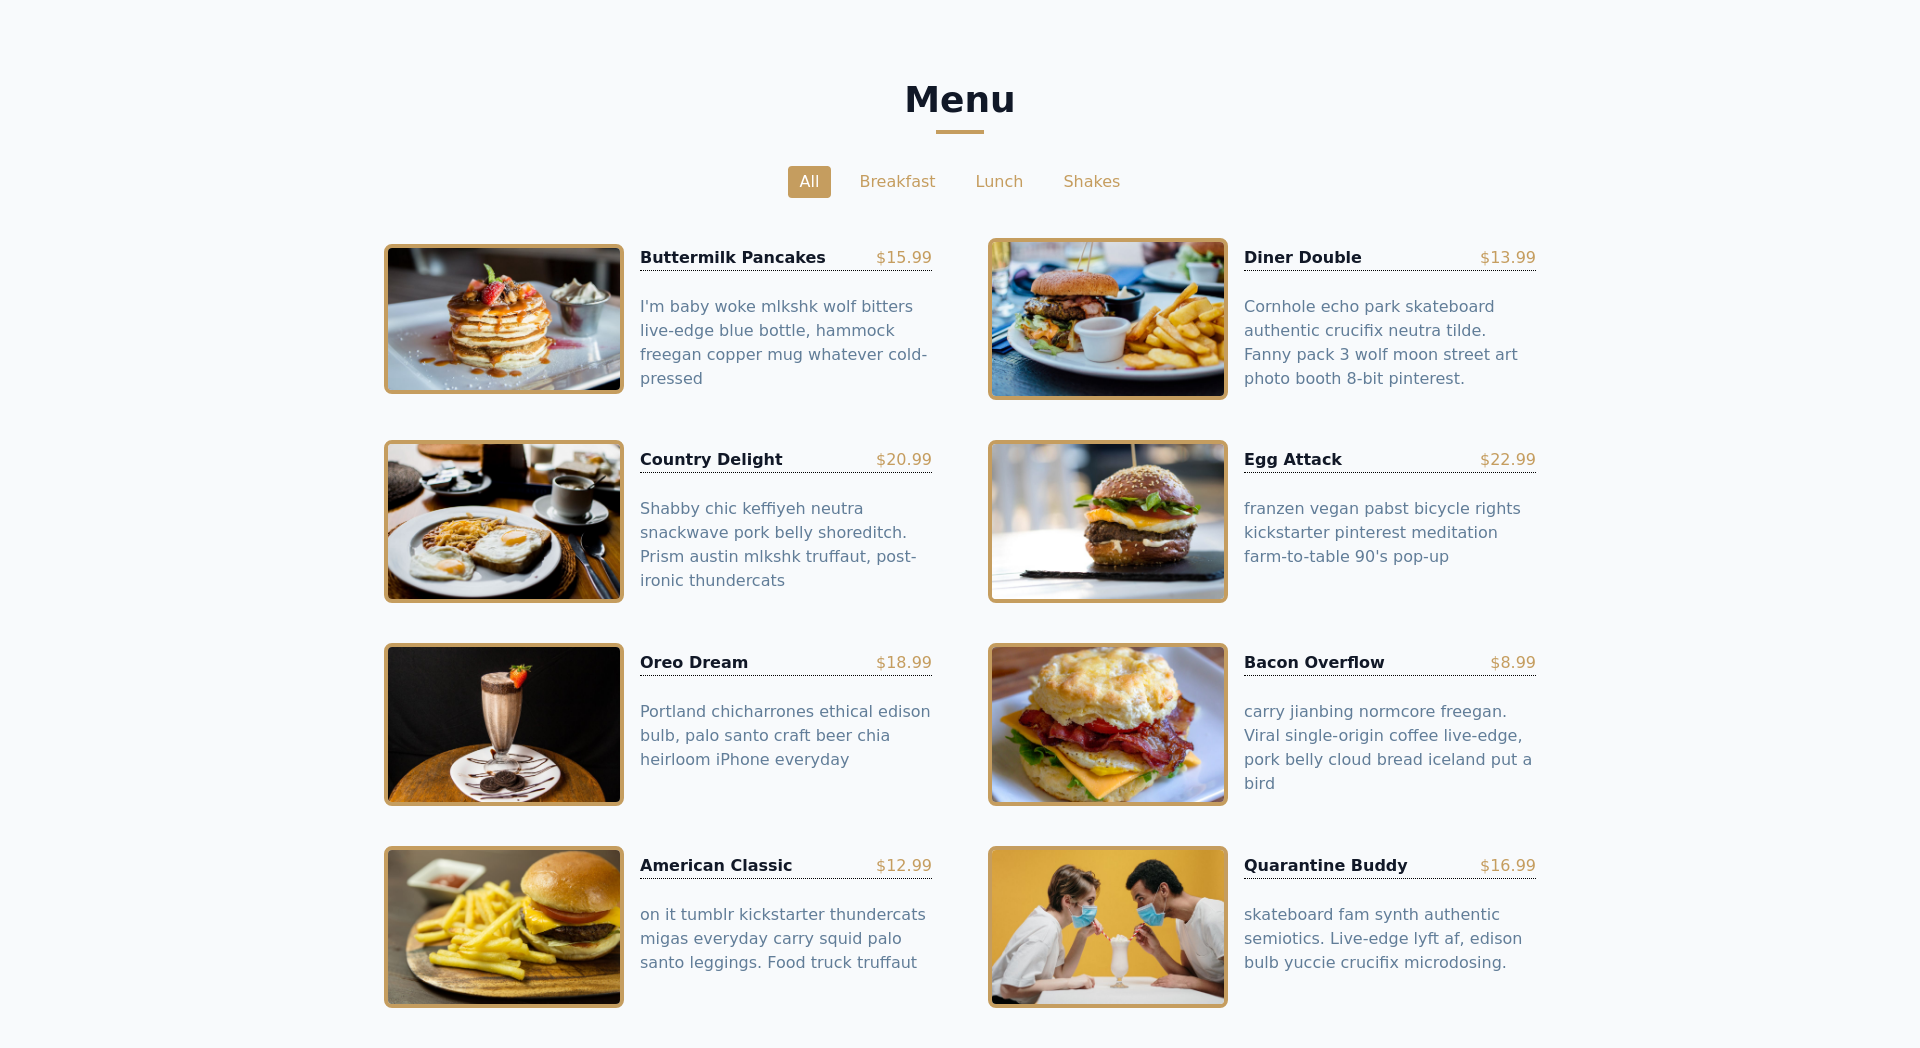 Menu
All Breakfast Lunch Shakes
Buttermilk Pancakes $15.99
I'm baby woke mlkshk wolf bitters
live-edge blue bottle, hammock
freegan copper mug whatever cold-
pressed
Diner Double $13.99
Cornhole echo park skateboard
authentic crucifix neutra tilde.
Fanny pack 3 wolf moon street art
photo booth 8-bit pinterest.
Country Delight $20.99
Shabby chic keffiyeh neutra
snackwave pork belly shoreditch.
Prism austin mlkshk truffaut, post-
ironic thundercats
Egg Attack $22.99
franzen vegan pabst bicycle rights
kickstarter pinterest meditation
farm-to-table 90's pop-up
Oreo Dream $18.99
Portland chicharrones ethical edison
bulb, palo santo craft beer chia
heirloom iPhone everyday
Bacon Overflow $8.99
carry jianbing normcore freegan.
Viral single-origin coffee live-edge,
pork belly cloud bread iceland put a
bird
American Classic $12.99
on it tumblr kickstarter thundercats
migas everyday carry squid palo
santo leggings. Food truck truffaut
Quarantine Buddy $16.99
skateboard fam synth authentic
semiotics. Live-edge lyft af, edison
bulb yuccie crucifix microdosing.